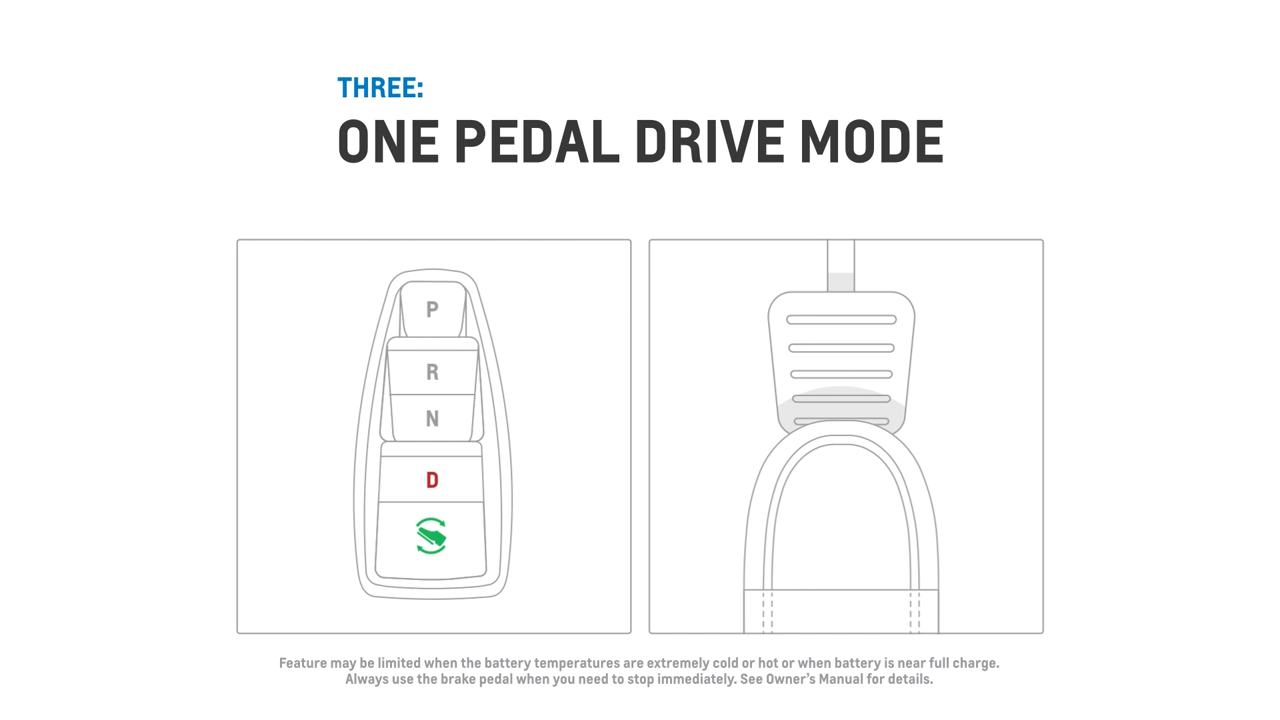 THREE:
ONE PEDAL DRIVE MODE
P
R
N
D
Feature may be limited when the battery temperatures are extremely cold or hot or when battery is near full charge.
Always use the brake pedal when you need to stop immediately. See Owner’s Manual for details.